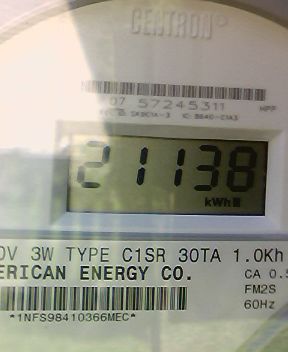 CENTRON®
07 57245311
21138
kWh
0V 3W TYPE C1SR 30TA 1.0Kh
ERICAN ENERGY CO.
CA 0.5
FM2S
60Hz
*1NFS98410366MEC*